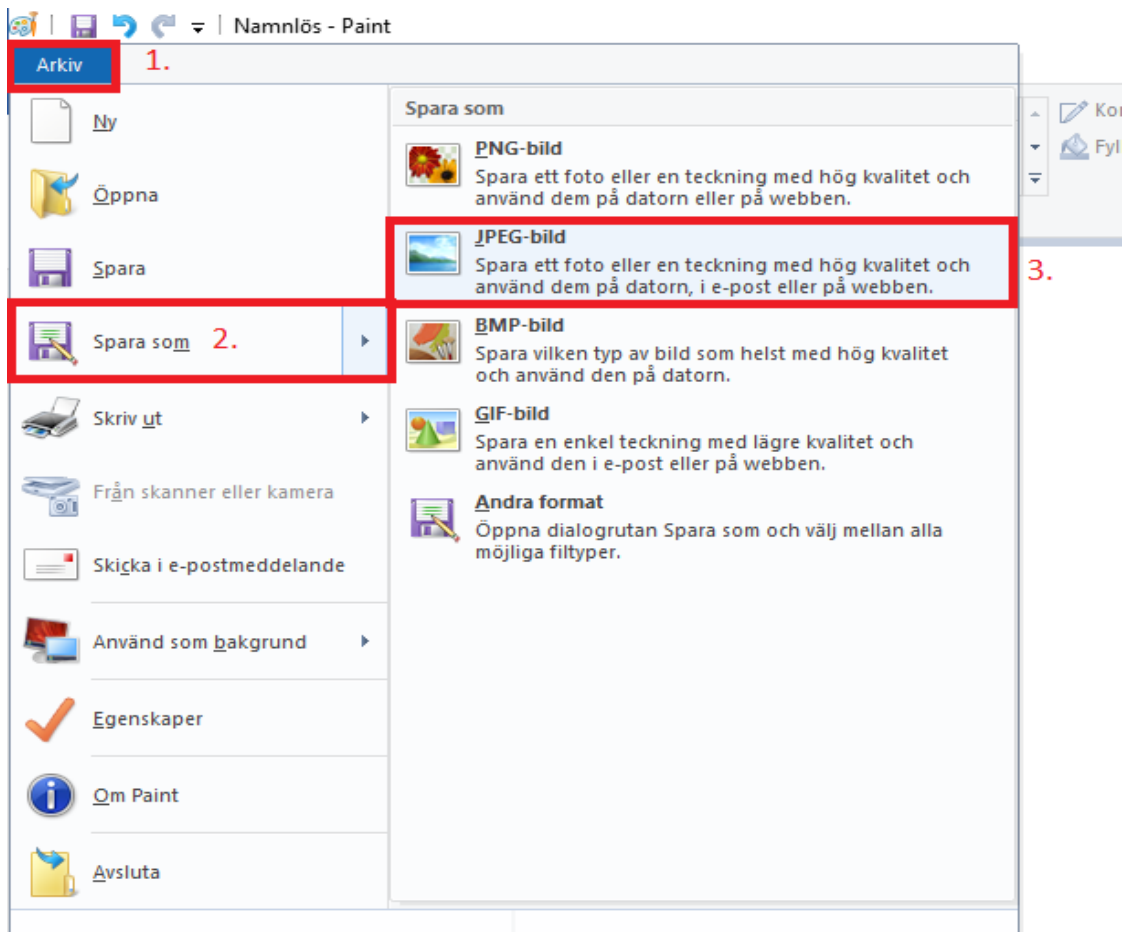 Namnlös - Paint
Arkiv
1.
Ny
Öppna
Spara
Spara som
2.
Skriv ut
Från skanner eller kamera
Skicka i e-postmeddelande
Använd som bakgrund
Egenskaper
Om Paint
Avsluta
Spara som
PNG-bild
Spara ett foto eller en teckning med hög kvalitet och
använd dem på datorn eller på webben.
JPEG-bild
Spara ett foto eller en teckning med hög kvalitet och
använd dem på datorn, i e-post eller på webben.
3.
BMP-bild
Spara vilken typ av bild som helst med hög kvalitet
och använd den på datorn.
GIF-bild
Spara en enkel teckning med lägre kvalitet och
använd den i e-post eller på webben.
Andra format
Öppna dialogrutan Spara som och välj mellan alla
möjliga filtyper.